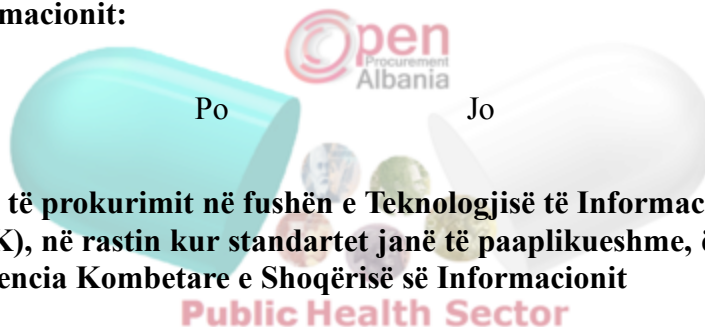 rmacionit:
Open
Procurement
Albania
Po Jo
të prokurimit në fushën e Teknologjisë të Informac
K), në rastin kur standartet janë të paaplikueshme,
encia Kombetare e Shoqërisë së Informacionit
Public Health Sector